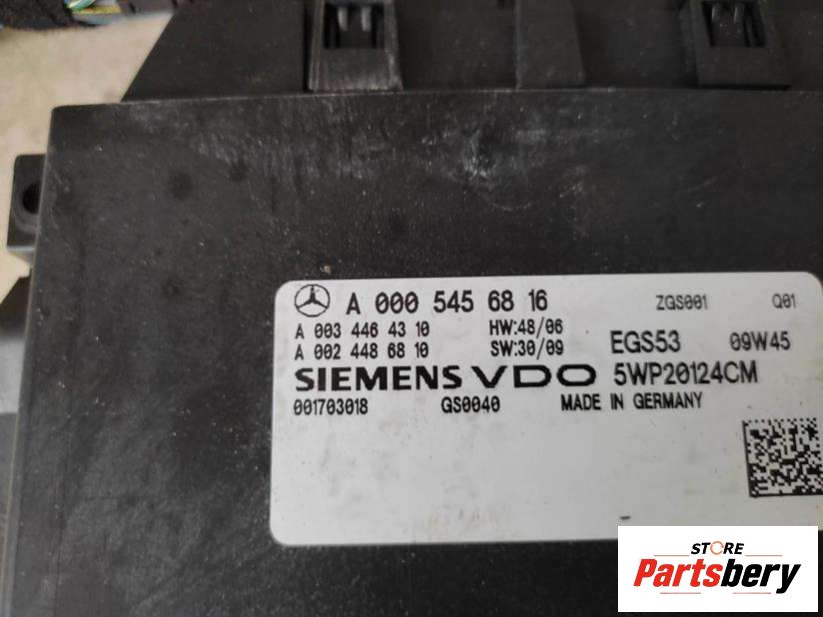 A 000 545 68 16 ZGS001 Q01
A 003 446 43 10 HW:48/06
A 002 448 68 10 SW:30/09 EGS53 09W45
SIEMENS VDO 5WP20124CM
001703018 GS0040 MADE IN GERMANY
STORE
Partsbery